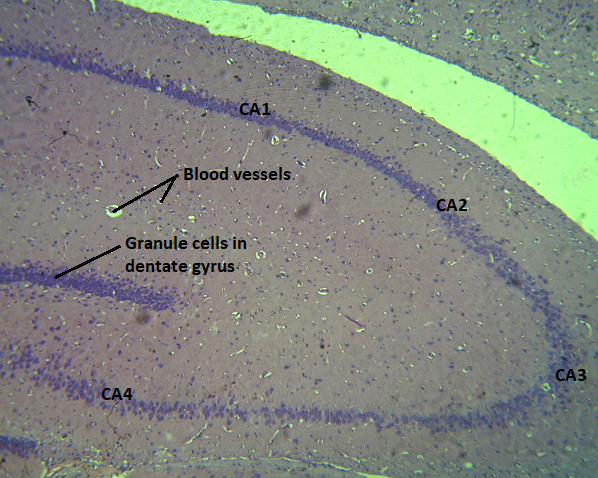 CA1
Blood vessels
CA2
Granule cells in
dentate gyrus
CA3
CA4